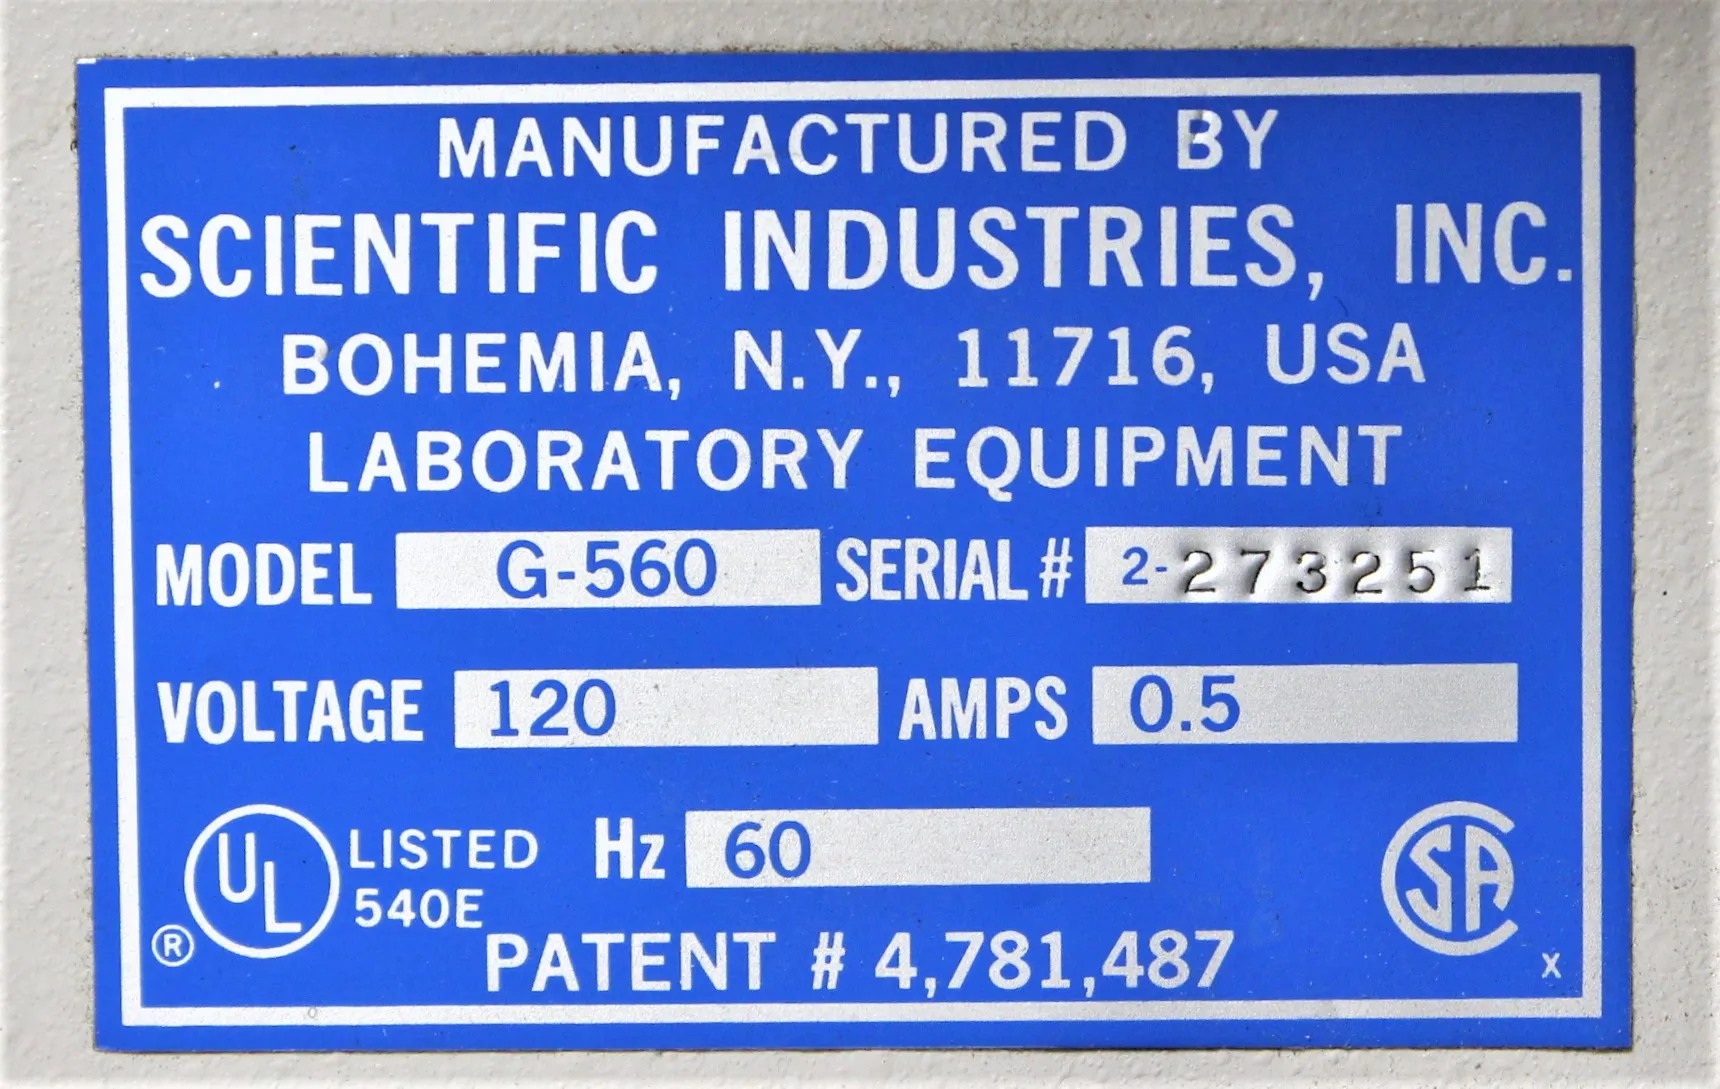 MANUFACTURED BY
SCIENTIFIC INDUSTRIES, INC.
BOHEMIA, N.Y., 11716, USA
LABORATORY EQUIPMENT
MODEL G-560 SERIAL # 2-273251
VOLTAGE 120 AMPS 0.5
UL LISTED Hz 60
540E
® SA
PATENT # 4,781,487
X